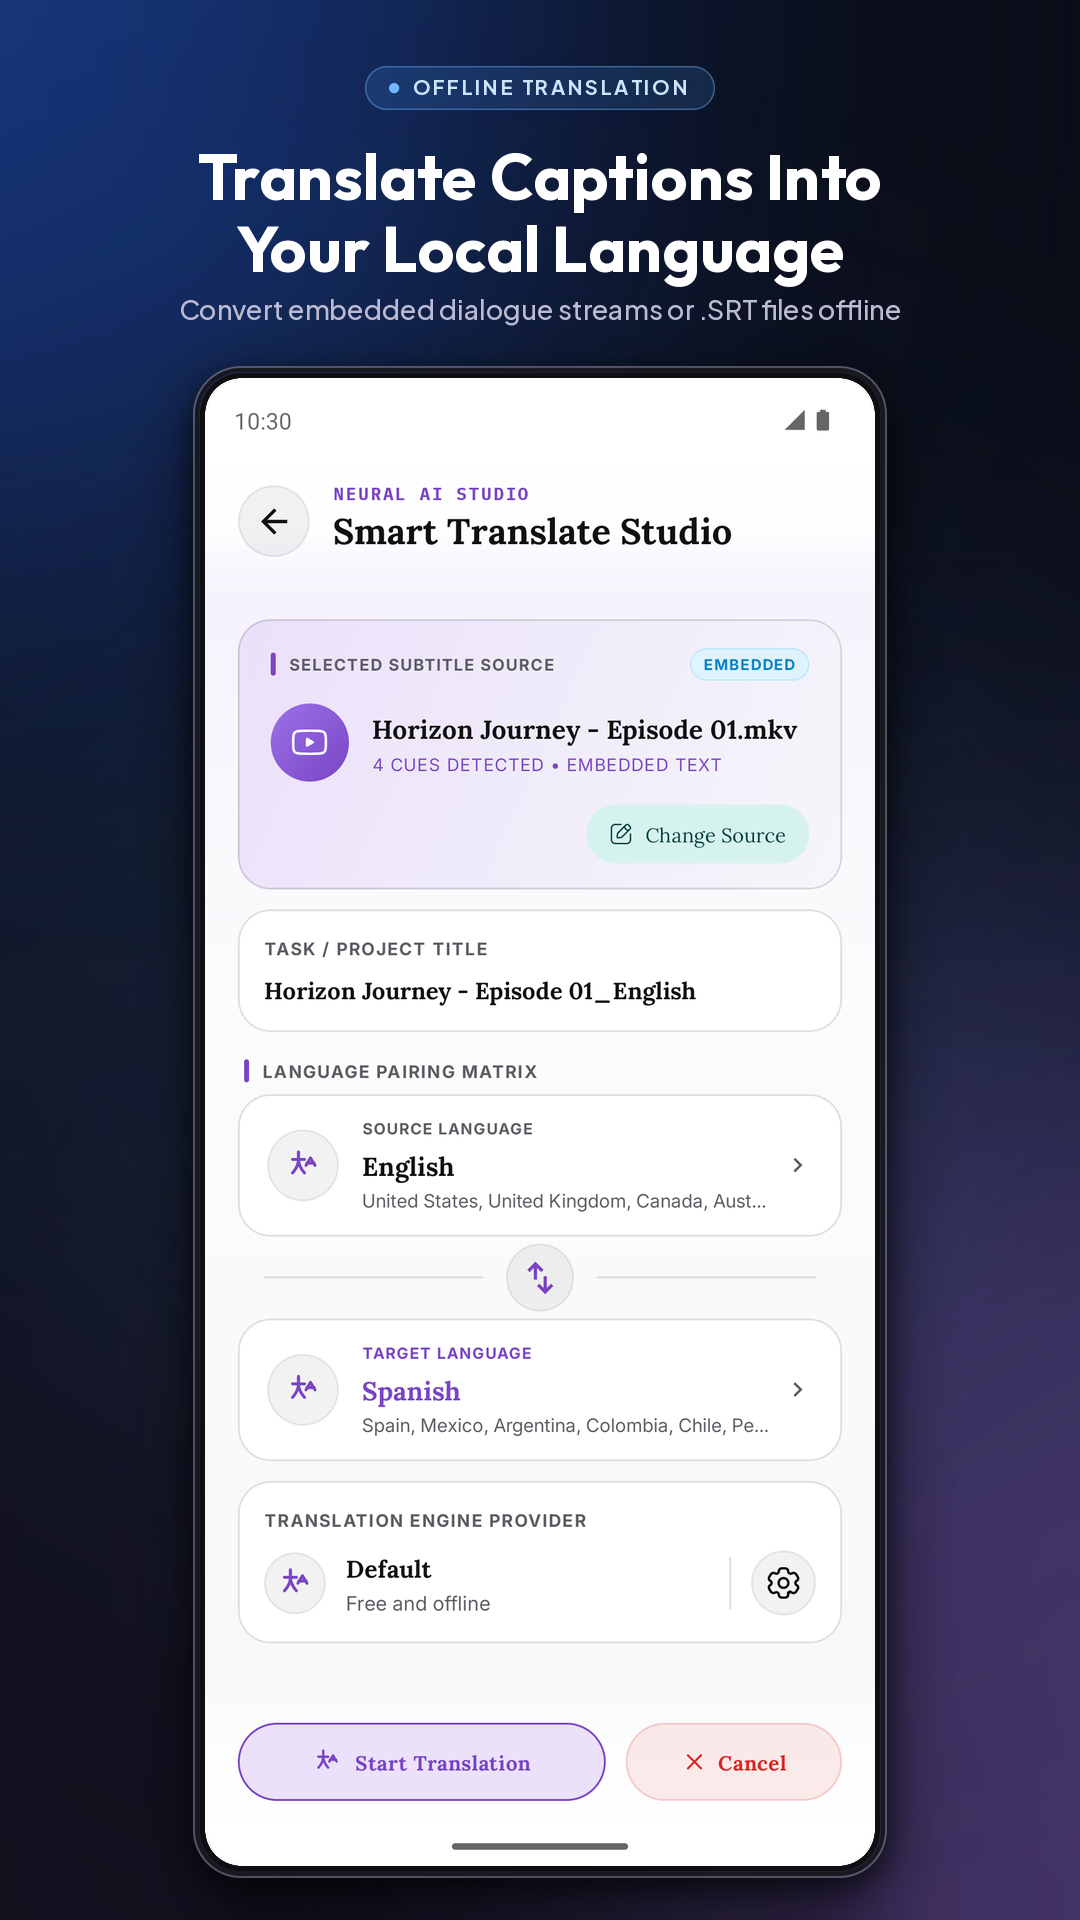 OFFLINE TRANSLATION
Translate Captions Into
Your Local Language
Convert embedded dialogue streams or .SRT files offline
10:30
NEURAL AI STUDIO
Smart Translate Studio
SELECTED SUBTITLE SOURCE
EMBEDDED
Horizon Journey - Episode 01.mkv
4 CUES DETECTED • EMBEDDED TEXT
Change Source
TASK / PROJECT TITLE
Horizon Journey - Episode 01_English
LANGUAGE PAIRING MATRIX
SOURCE LANGUAGE
English
United States, United Kingdom, Canada, Aust...
TARGET LANGUAGE
Spanish
Spain, Mexico, Argentina, Colombia, Chile, Pe...
TRANSLATION ENGINE PROVIDER
Default
Free and offline
Start Translation
Cancel